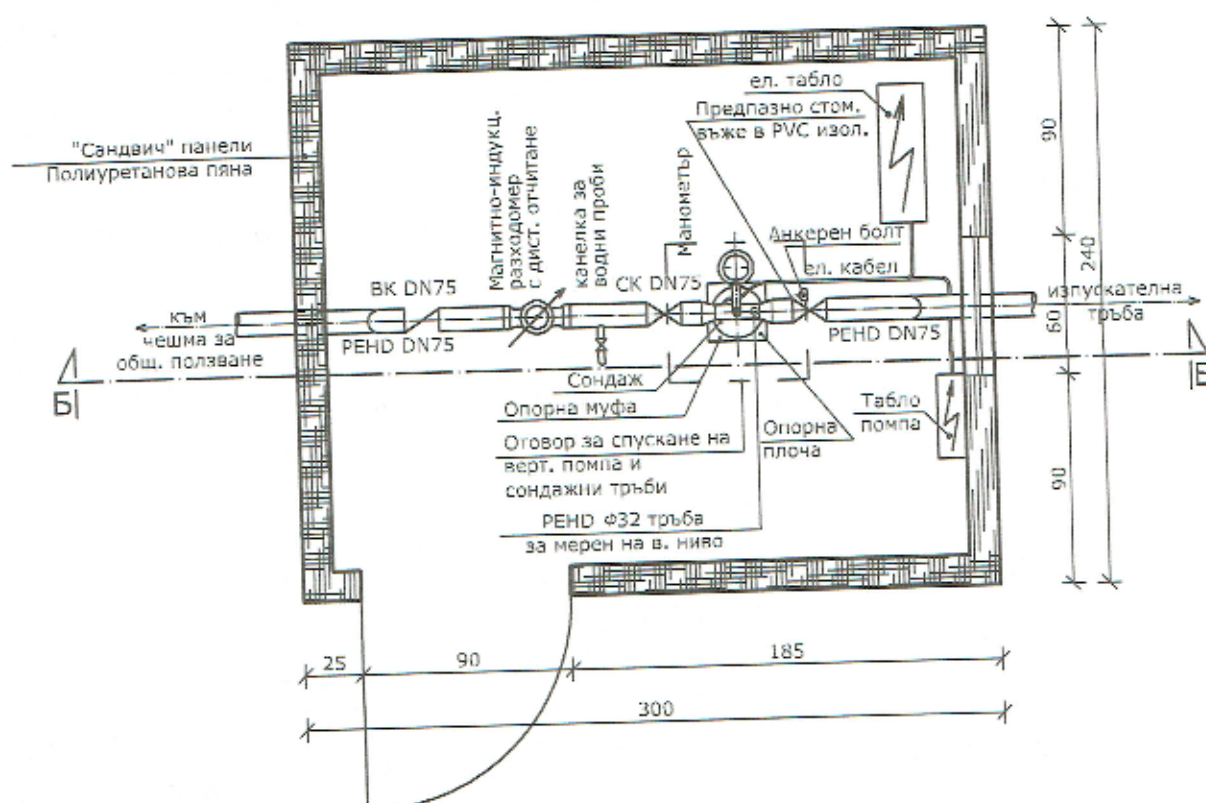 ел. табло
Предпазно стом.
въже в PVC изол.
"Сандвич" панели
Полиуретанова пяна
Магнитно-индукц.
разходомер
с дист. отчитане
канелка за
водни проби
Манометър
Анкерен болт
ел. кабел
ВК DN75
СК DN75
към
чешма за
общ. ползване
PEHD DN75
PEHD DN75
изпускателна
тръба
Б
Б
Сондаж
Опорна муфа
Отовор за спускане на
верт. помпа и
сондажни тръби
Опорна
плоча
Табло
помпа
PEHD Ф32 тръба
за мерен на в. ниво
90
60
90
240
25
90
185
300